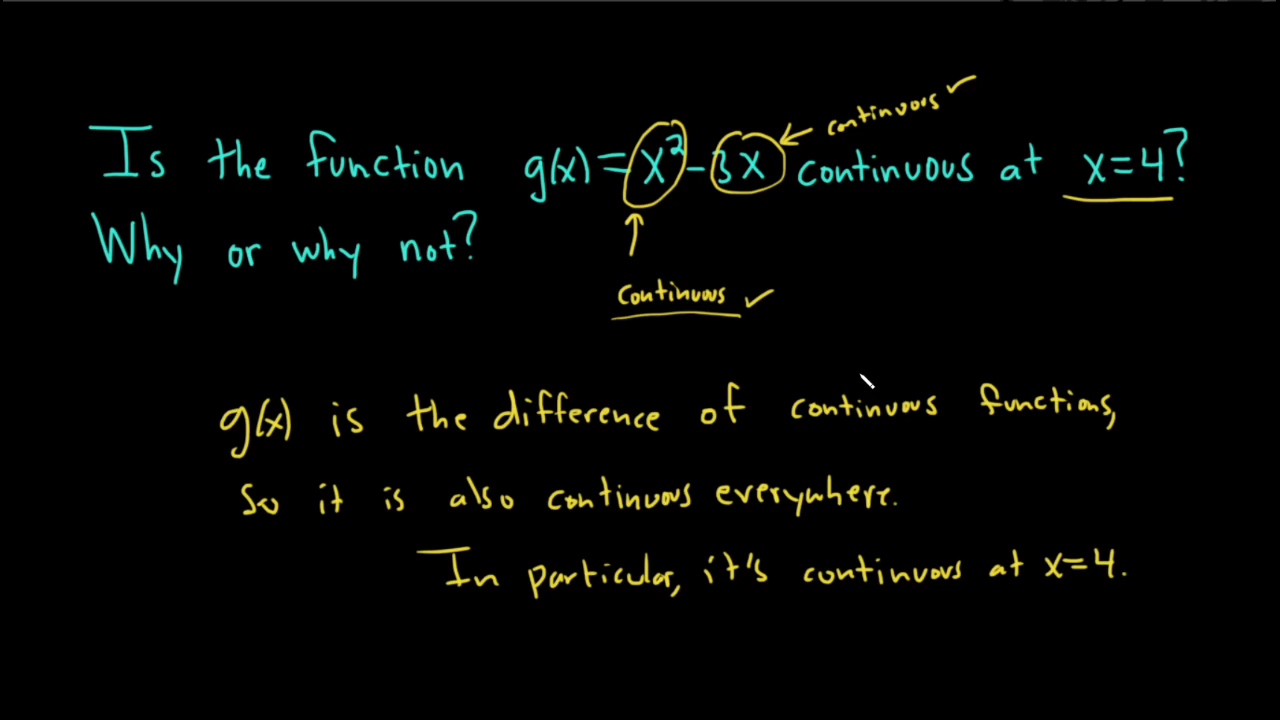 continuous ✓
Is the function g(x) = x² - 3x continuous at x=4?
Why or why not?
Continuous ✓
g(x) is the difference of continuous functions,
So it is also continuous everywhere.
In particular, it's continuous at x=4.